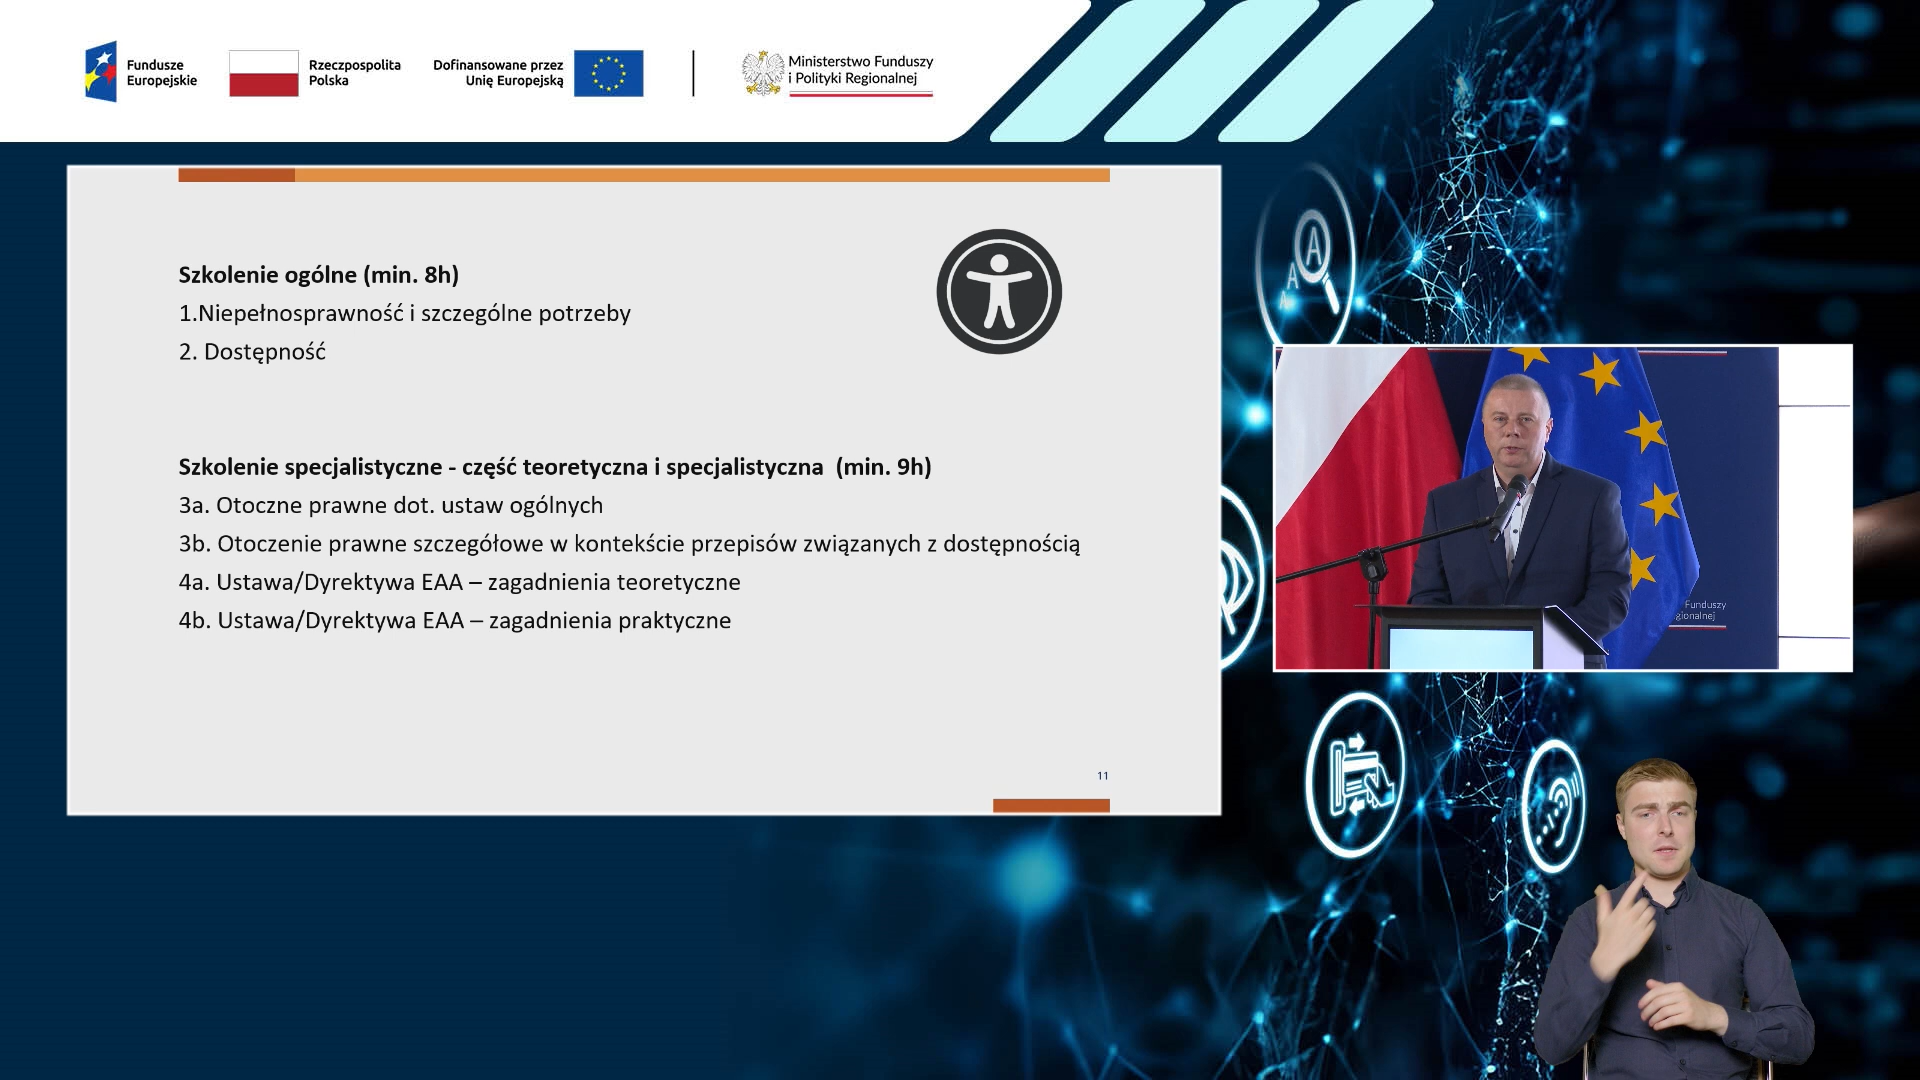 Fundusze
Europejskie
Rzeczpospolita
Polska
Dofinansowane przez
Unię Europejską
Ministerstwo Funduszy
i Polityki Regionalnej
Szkolenie ogólne (min. 8h)
1.Niepełnosprawność i szczególne potrzeby
2. Dostępność
Szkolenie specjalistyczne - część teoretyczna i specjalistyczna  (min. 9h)
3a. Otoczne prawne dot. ustaw ogólnych
3b. Otoczenie prawne szczegółowe w kontekście przepisów związanych z dostępnością
4a. Ustawa/Dyrektywa EAA – zagadnienia teoretyczne
4b. Ustawa/Dyrektywa EAA – zagadnienia praktyczne
11
A
A
A
Funduszy
gionalnej